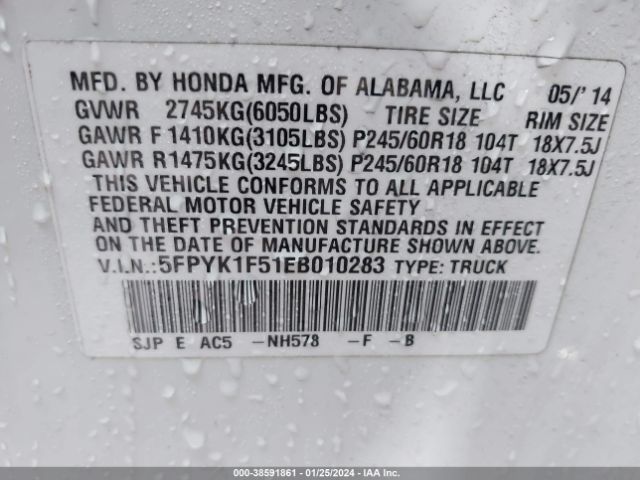 MFD. BY HONDA MFG. OF ALABAMA, LLC 05/'14
GVWR 2745KG(6050LBS) TIRE SIZE RIM SIZE
GAWR F 1410KG(3105LBS) P245/60R18 104T 18X7.5J
GAWR R1475KG(3245LBS) P245/60R18 104T 18X7.5J
THIS VEHICLE CONFORMS TO ALL APPLICABLE
FEDERAL MOTOR VEHICLE SAFETY
AND THEFT PREVENTION STANDARDS IN EFFECT
ON THE DATE OF MANUFACTURE SHOWN ABOVE.
V.I.N.:5FPYK1F51EB010283 TYPE: TRUCK
SJP E AC5 -NH578 -F -B
000-38591861 - 01/25/2024 - IAAI.COM